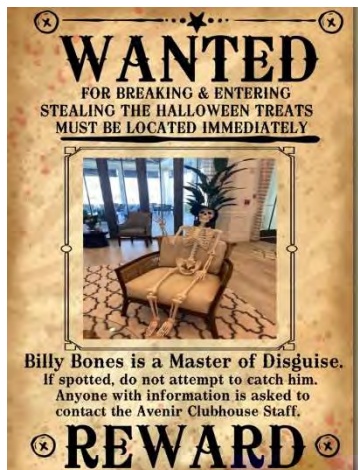 WANTED
FOR BREAKING & ENTERING
STEALING THE HALLOWEEN TREATS
MUST BE LOCATED IMMEDIATELY
Billy Bones is a Master of Disguise.
If spotted, do not attempt to catch him.
Anyone with information is asked to
contact the Avenir Clubhouse Staff.
REWARD